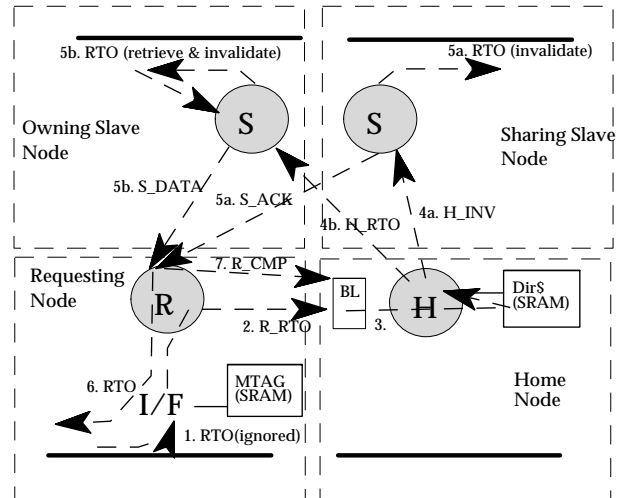 5b. RTO (retrieve & invalidate)
5a. RTO (invalidate)
S
S
Owning Slave
Node
Sharing Slave
Node
5b. S_DATA
5a. S_ACK
4b. H_RTO
4a. H_INV
Requesting
Node
7. R_CMP
BL
Dir$
(SRAM)
R
H
2. R_RTO
3.
6. RTO
I/F
MTAG
(SRAM)
Home
Node
1. RTO(ignored)